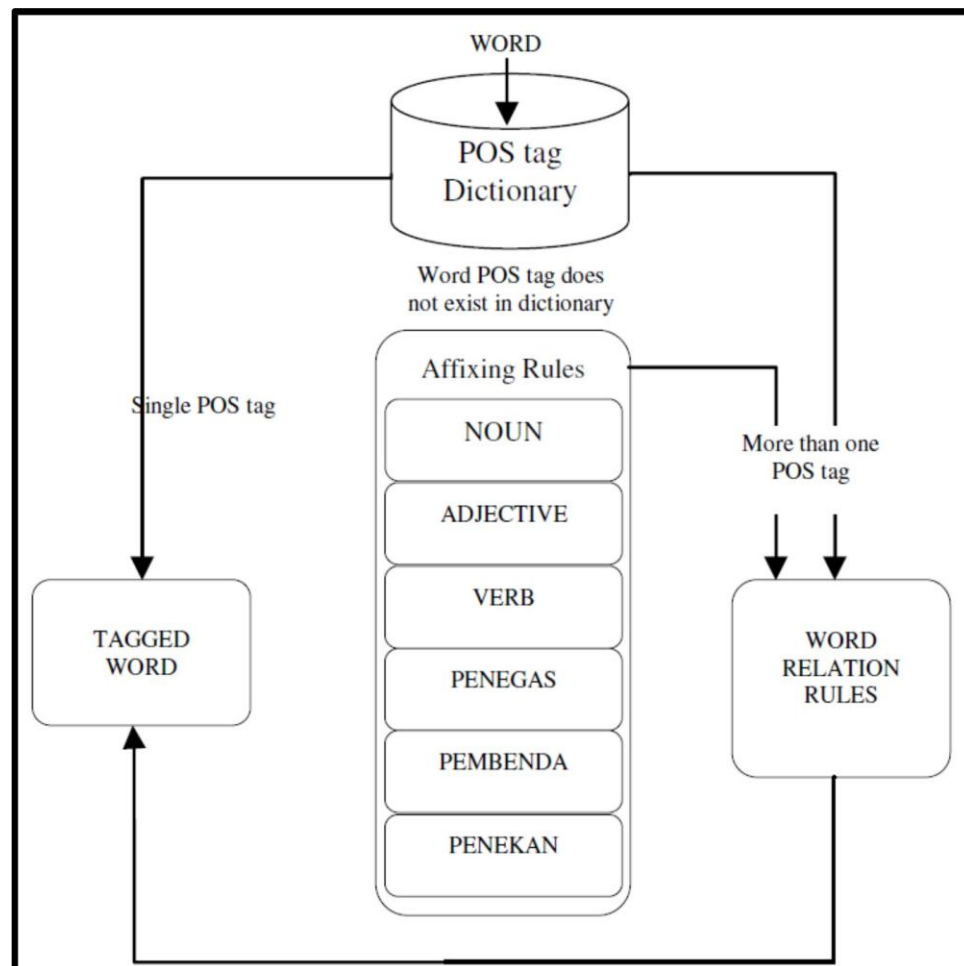 WORD
POS tag
Dictionary
Word POS tag does
not exist in dictionary
Affixing Rules
NOUN
ADJECTIVE
VERB
PENEGAS
PEMBENDA
PENEKAN
Single POS tag
More than one
POS tag
TAGGED
WORD
WORD
RELATION
RULES